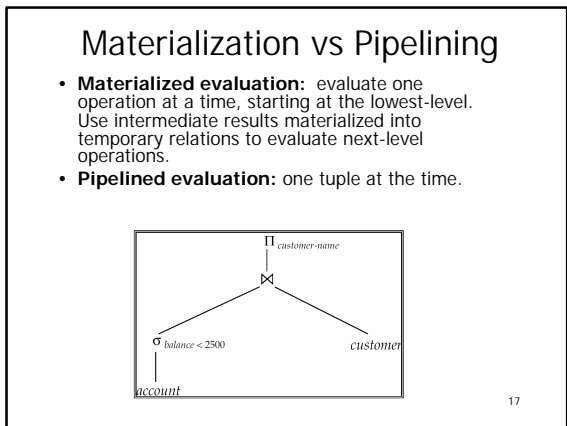 Materialization vs Pipelining
• Materialized evaluation: evaluate one
operation at a time, starting at the lowest-level.
Use intermediate results materialized into
temporary relations to evaluate next-level
operations.
• Pipelined evaluation: one tuple at the time.
Π customer-name
⋈
σ balance < 2500
customer
account
17